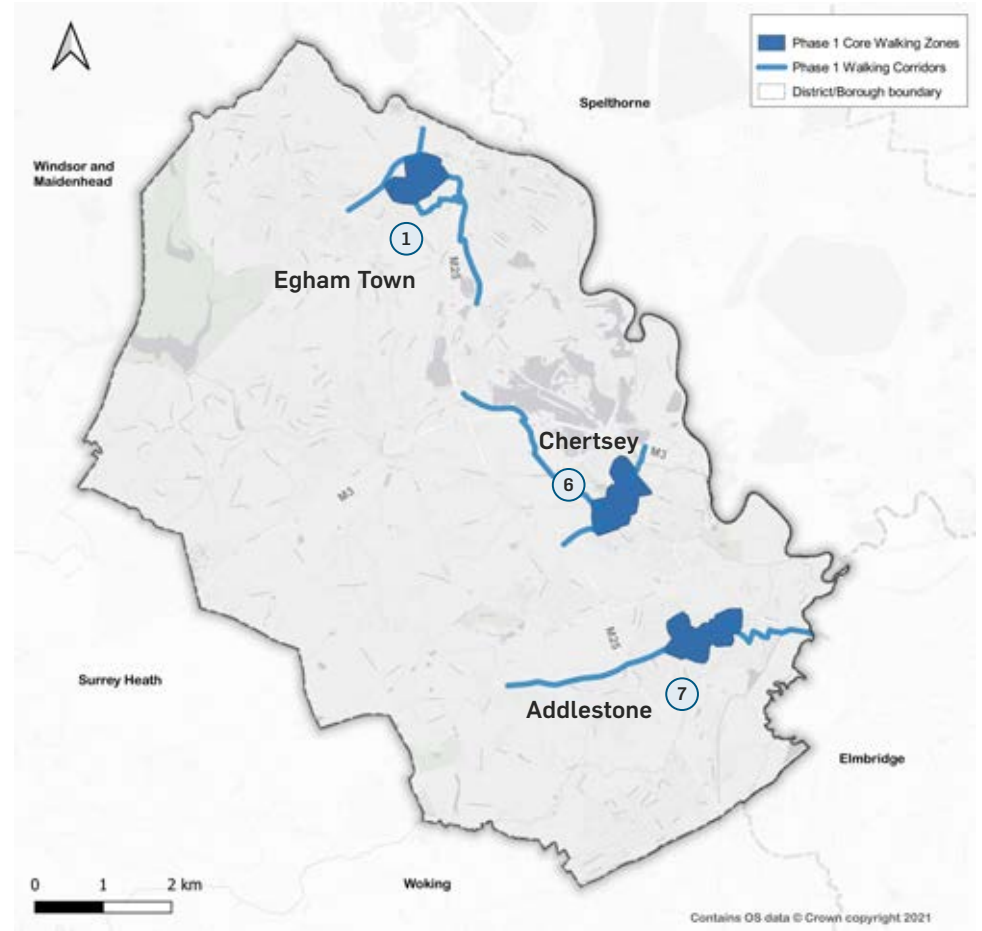 Phase 1 Core Walking Zones
Phase 1 Walking Corridors
District/Borough boundary
Spelthorne
Windsor and
Maidenhead
1
M25
Egham Town
Chertsey
M3
6
M3
M25
Surrey Heath
7
Addlestone
Elmbridge
0 1 2 km
Woking
Contains OS data © Crown copyright 2021